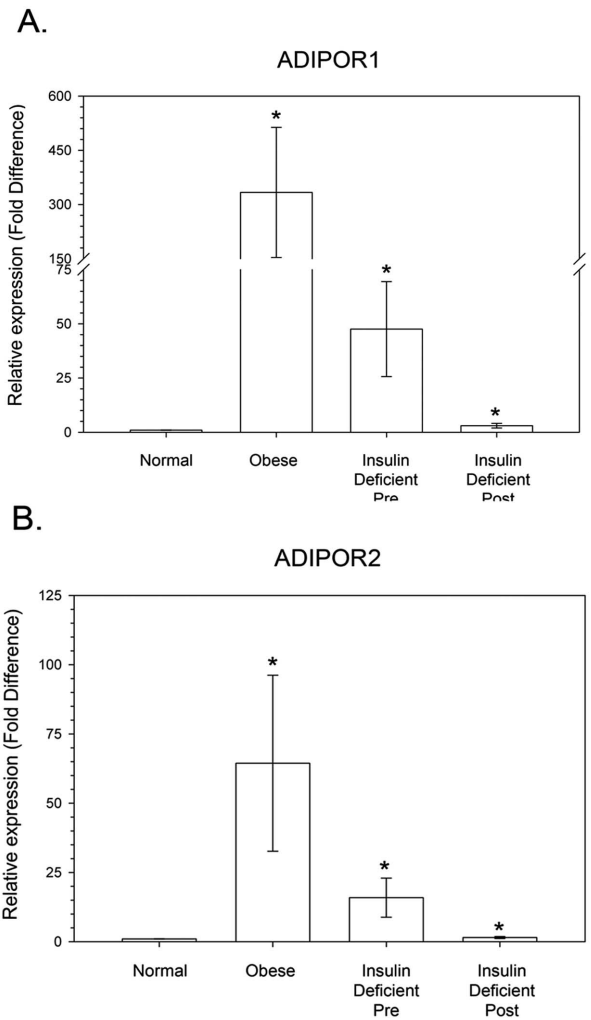 A.
ADIPOR1
Relative expression (Fold Difference)
600
450
300
150
75
50
25
0
*
*
*
Normal
Obese
Insulin
Deficient
Pre
Insulin
Deficient
Post
B.
ADIPOR2
Relative expression (Fold Difference)
125
100
75
50
25
0
*
*
*
Normal
Obese
Insulin
Deficient
Pre
Insulin
Deficient
Post